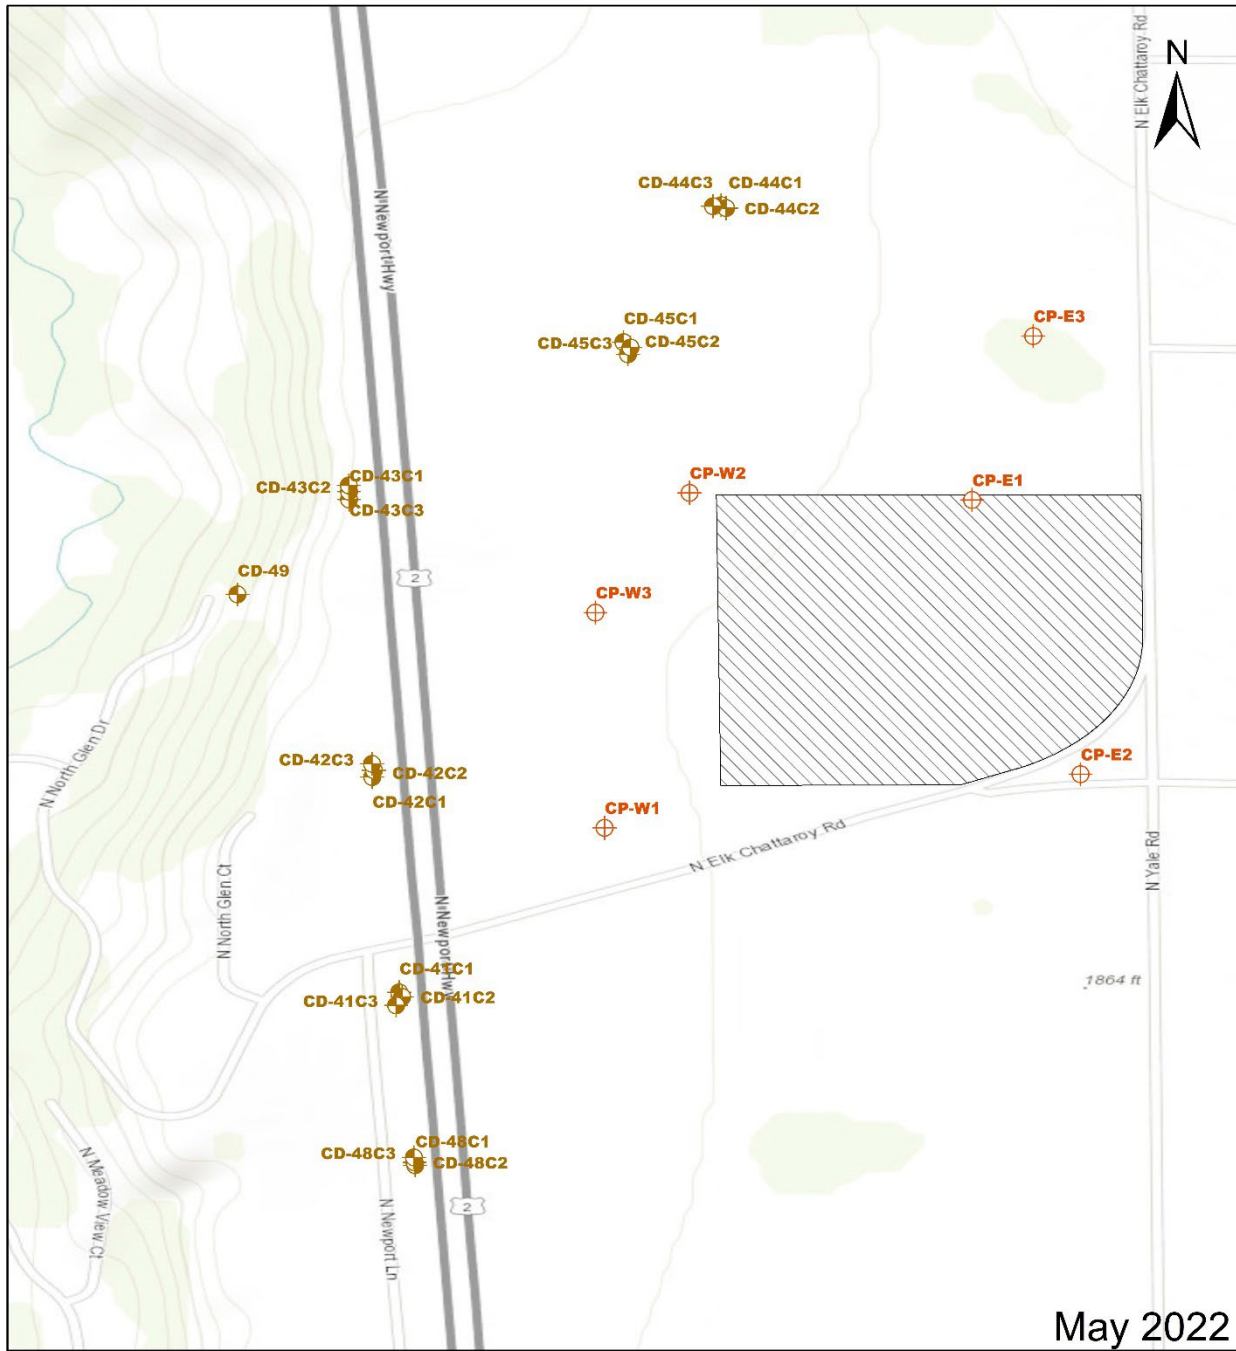 N Elk Chattaroy Rd
N
CD-44C3
CD-44C1
CD-44C2
N Newport Hwy
CD-45C1
CD-45C3
CD-45C2
CP-E3
CD-43C1
CD-43C2
CD-43C3
CP-W2
CP-E1
CD-49
2
CP-W3
N North Glen Dr
CD-42C3
CD-42C2
CD-42C1
CP-E2
CP-W1
N Elk Chattaroy Rd
N Yale Rd
N North Glen Ct
N Newport Hwy
CD-41C1
CD-41C3
CD-41C2
1864 ft
CD-48C1
CD-48C3
CD-48C2
N Meadow View Ct
2
N Newport Ln
May 2022